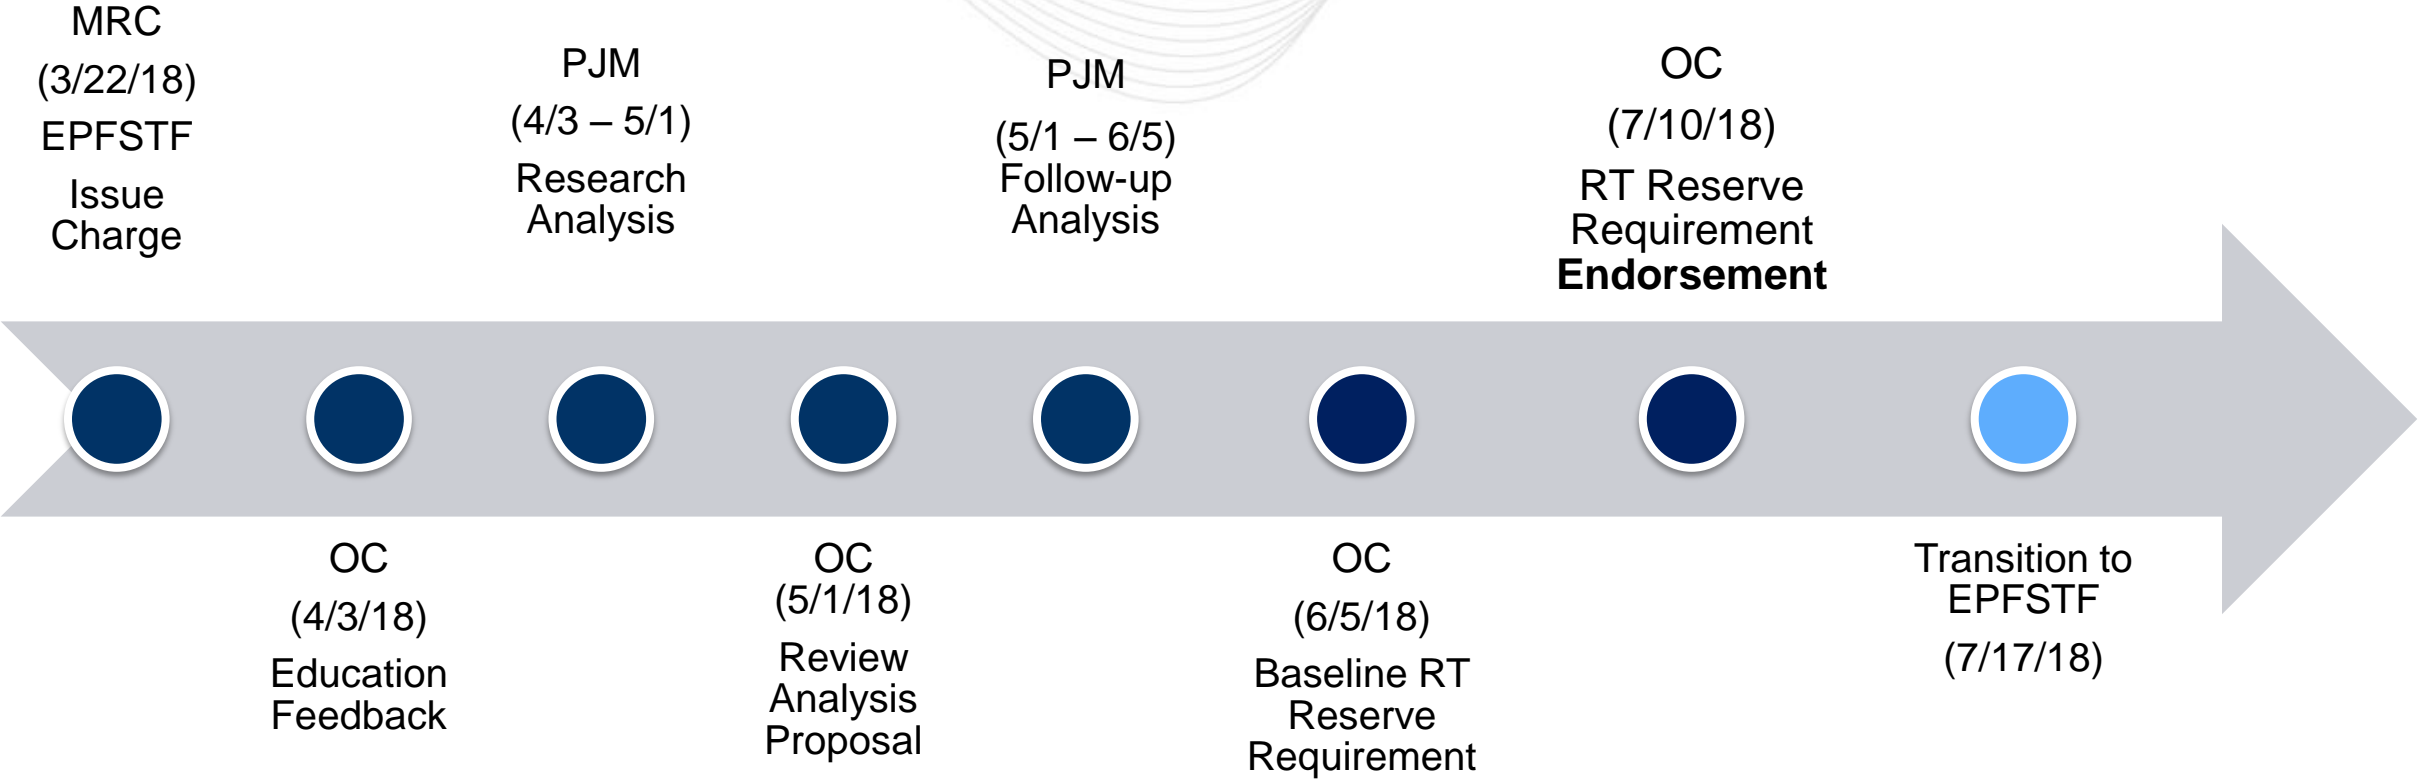 MRC
(3/22/18)
EPFSTF
Issue
Charge
OC
(4/3/18)
Education
Feedback
PJM
(4/3 – 5/1)
Research
Analysis
OC
(5/1/18)
Review
Analysis
Proposal
PJM
(5/1 – 6/5)
Follow-up
Analysis
OC
(6/5/18)
Baseline RT
Reserve
Requirement
OC
(7/10/18)
RT Reserve
Requirement
Endorsement
Transition to
EPFSTF
(7/17/18)